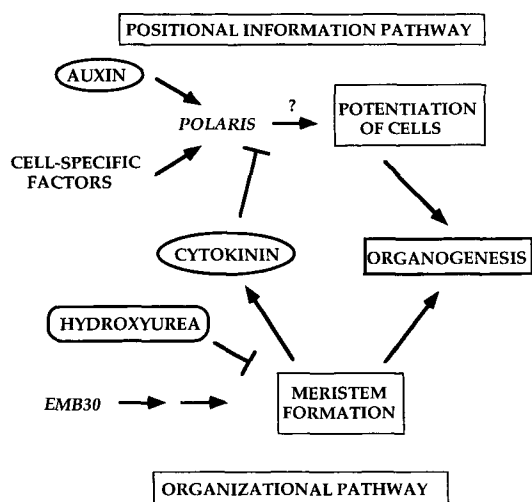 POSITIONAL INFORMATION PATHWAY
AUXIN
POLARIS
?
POTENTIATION
OF CELLS
CELL-SPECIFIC
FACTORS
CYTOKININ
ORGANOGENESIS
HYDROXYUREA
EMB30
MERISTEM
FORMATION
ORGANIZATIONAL PATHWAY